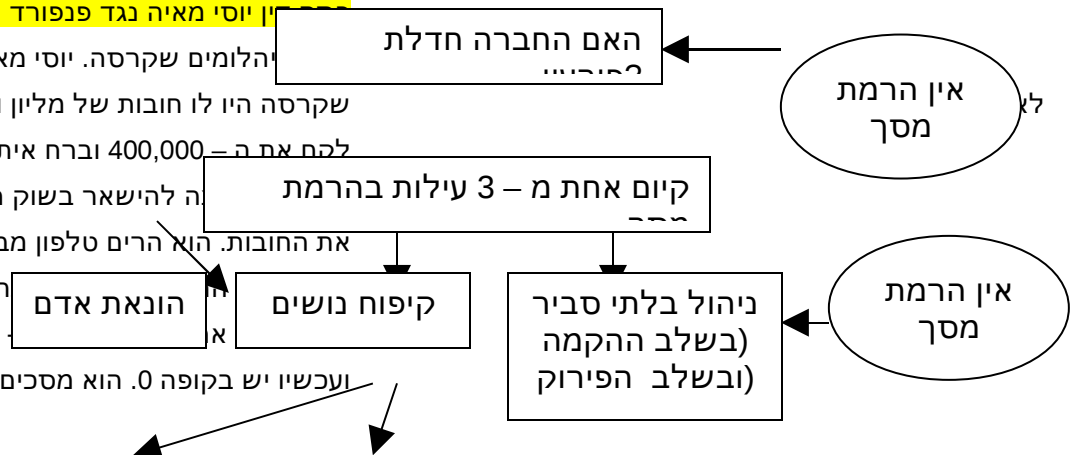 דין יוסי מאיה נגד פנפורד
האם החברה חדלת
יהלומים שקרסה. יוסי
אין הרמת
מסך
שקרסה היו לו חובות של מליון
לקח את ה – 400,000 וברח
קיום אחת מ – 3 עילות בהרמת
להישאר בשוק
את החובות. הוא הרים טלפון
הונאת אדם
קיפוח נושים
ניהול בלתי סביר
(בשלב ההקמה
ובשלב הפירוק)
אין הרמת
מסך
ועכשיו יש בקופה 0. הוא מסכים